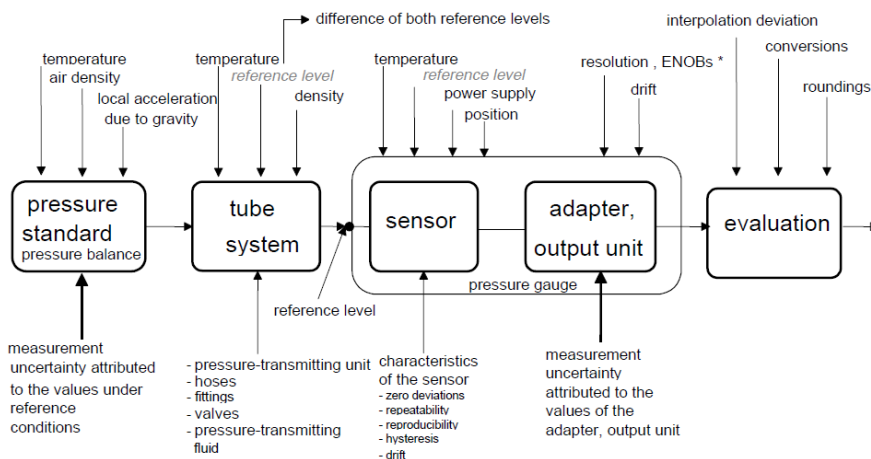 difference of both reference levels
interpolation deviation
temperature
air density
local acceleration
due to gravity
temperature
reference level
density
temperature
reference level
power supply
position
resolution , ENOBs *
drift
conversions
roundings
pressure
standard
pressure balance
tube
system
sensor
adapter,
output unit
evaluation
pressure gauge
reference level
measurement
uncertainty attributed
to the values under
reference
conditions
- pressure-transmitting unit
- hoses
- fittings
- valves
- pressure-transmitting
fluid
characteristics
of the sensor
- zero deviations
- repeatability
- reproducibility
- hysteresis
- drift
measurement
uncertainty
attributed to the
values of the
adapter, output unit